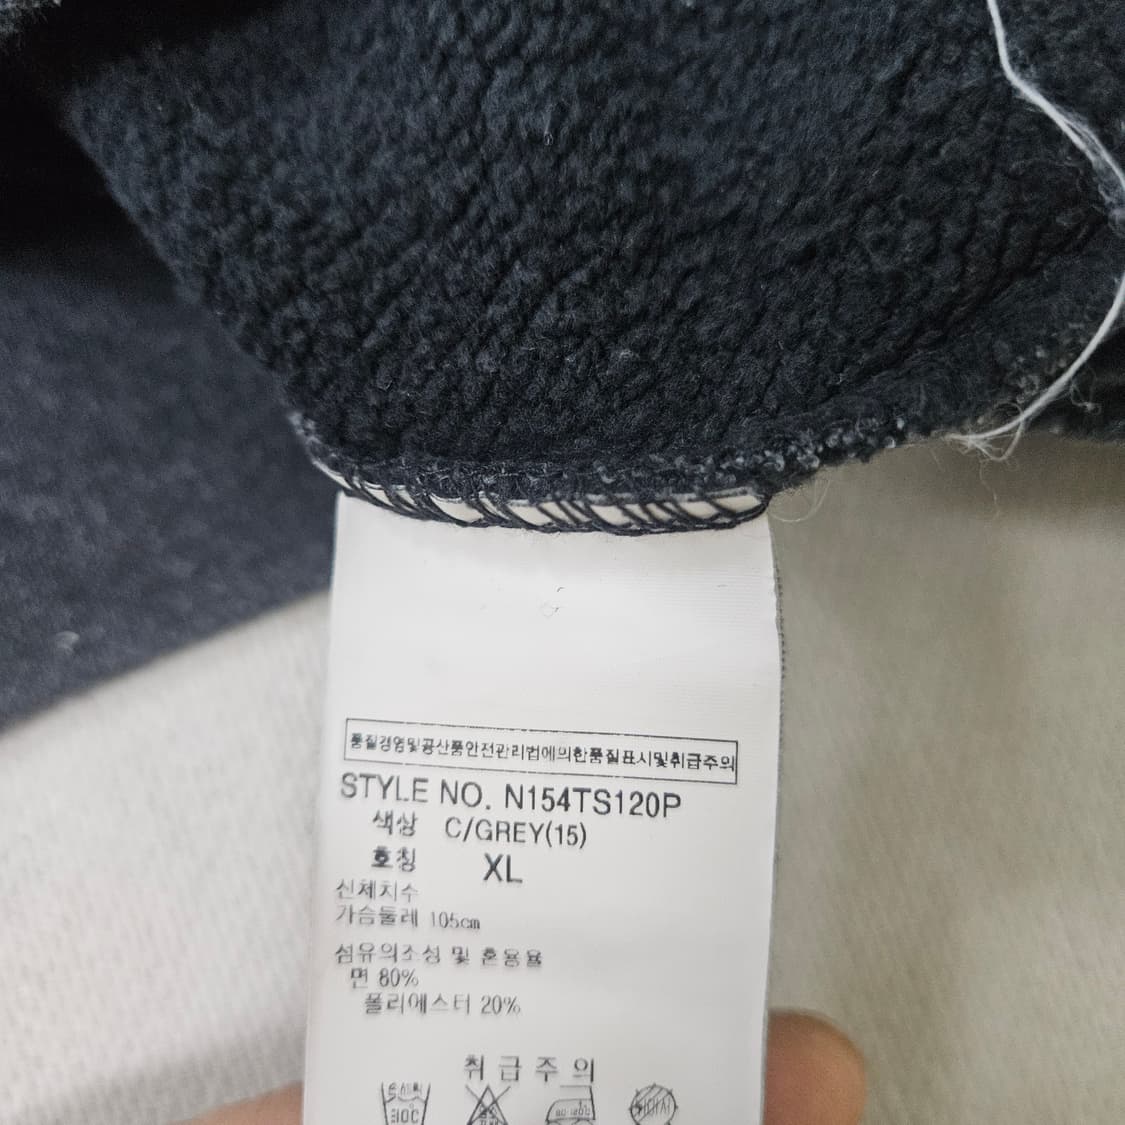 품질경영및공산품안전관리법에의한품질표시및취급주의
STYLE NO. N154TS120P
색상 C/GREY(15)
호칭 XL
신체치수
가슴둘레 105cm
섬유의조성 및 혼용율
면 80%
폴리에스터 20%
취급주의